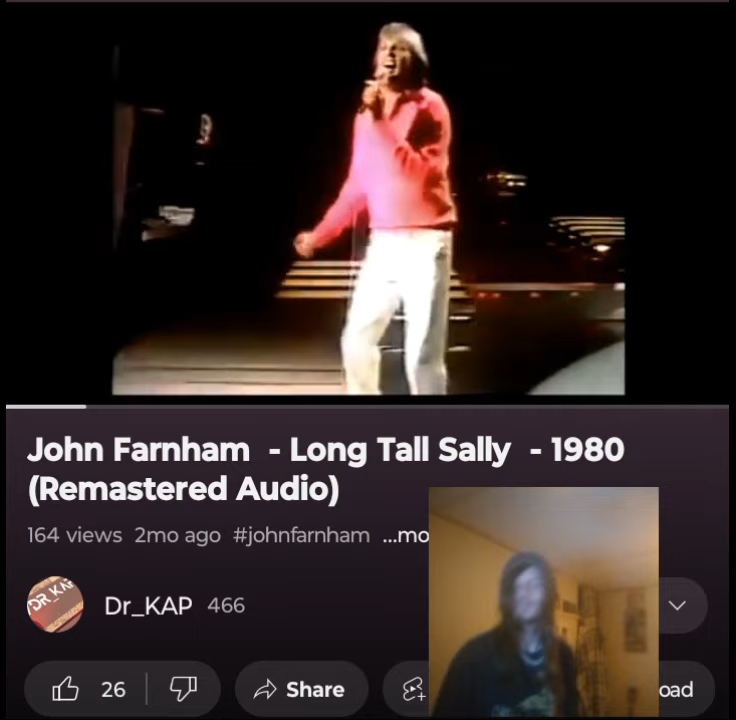 John Farnham - Long Tall Sally - 1980
(Remastered Audio)
164 views 2mo ago #johnfarnham ...mo
DR_KAP
Dr_KAP 466
26 Share oad